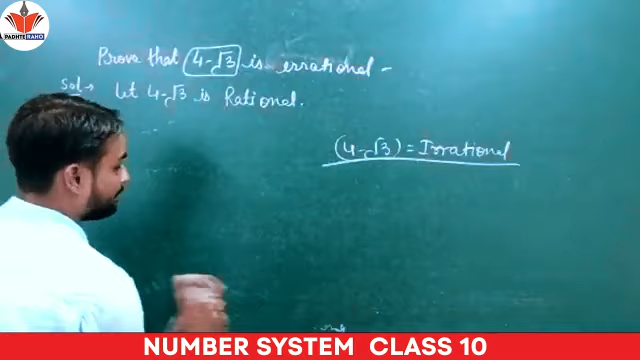 PADHTE RAHO
Prove that 4-√3 is irrational -
Sol → Let 4-√3 is Rational.
(4-√3) = Irrational
NUMBER SYSTEM CLASS 10